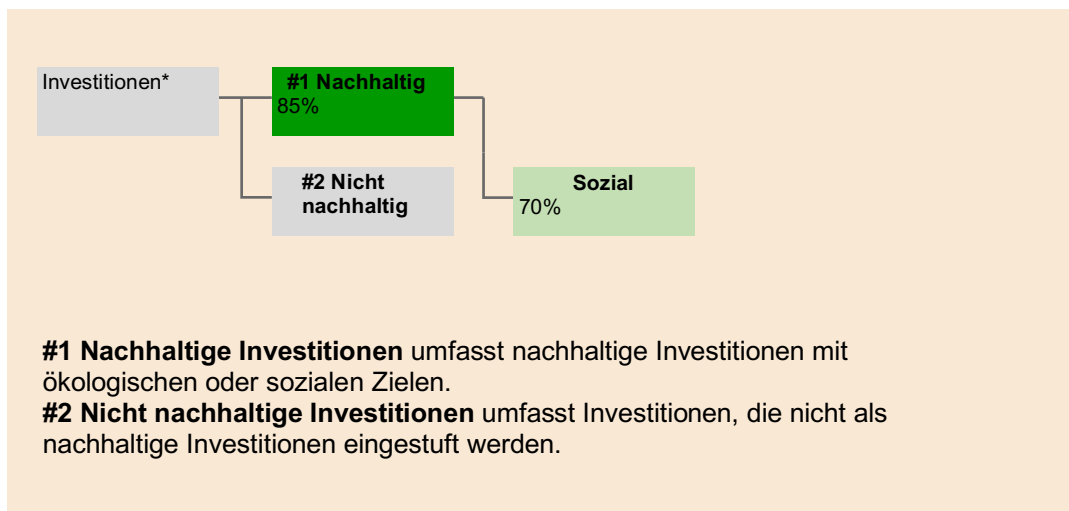 Investitionen*
#1 Nachhaltig
85%
#2 Nicht
nachhaltig
Sozial
70%
#1 Nachhaltige Investitionen umfasst nachhaltige Investitionen mit
ökologischen oder sozialen Zielen.
#2 Nicht nachhaltige Investitionen umfasst Investitionen, die nicht als
nachhaltige Investitionen eingestuft werden.